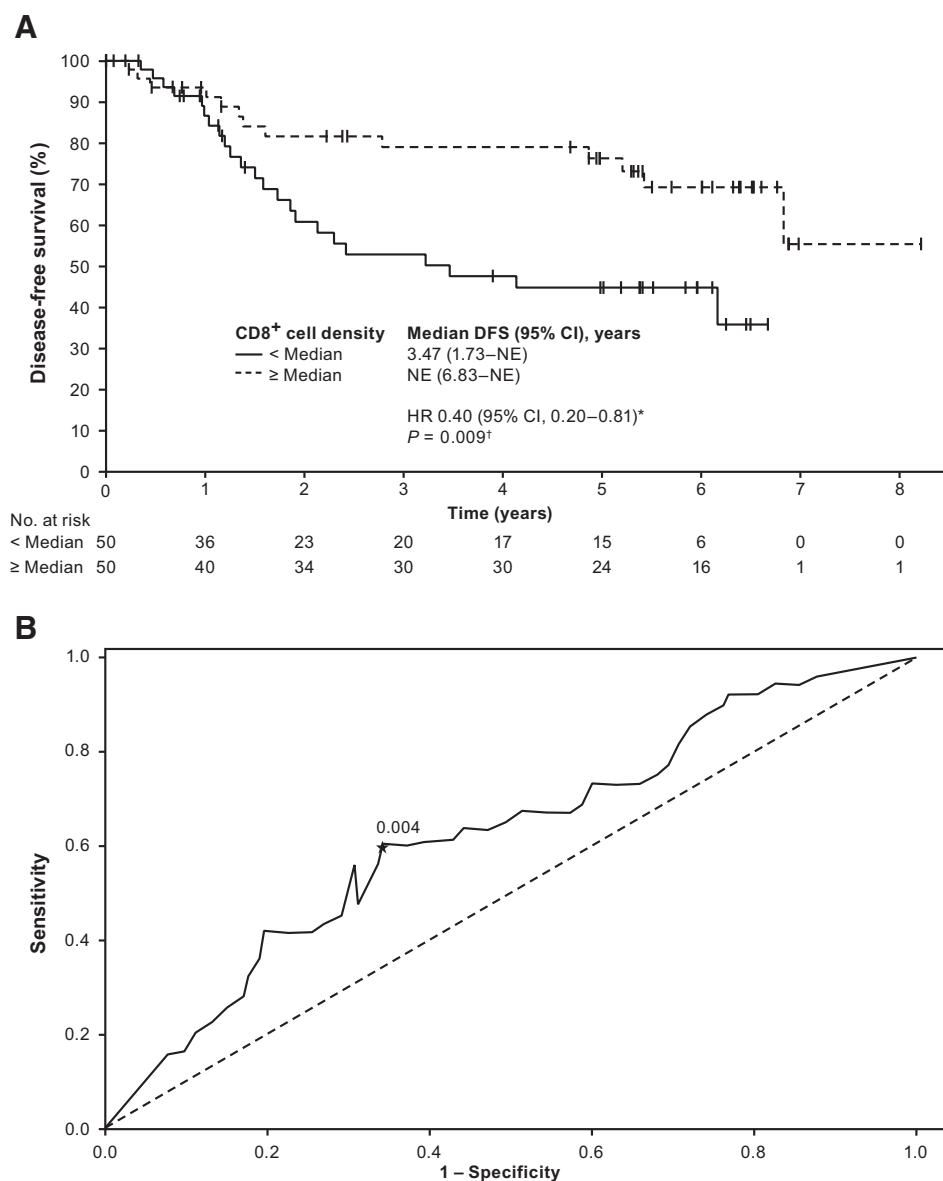 A
100
90
80
70
60
50
40
30
20
10
0
Disease-free survival (%)
CD8+ cell density Median DFS (95% CI), years
< Median 3.47 (1.73–NE)
≥ Median NE (6.83–NE)
HR 0.40 (95% CI, 0.20–0.81)*
P = 0.009†
0 1 2 3 4 5 6 7 8
Time (years)
No. at risk
< Median 50 36 23 20 17 15 6 0 0
≥ Median 50 40 34 30 30 24 16 1 1
B
1.0
0.8
0.6
0.4
0.2
0.0
Sensitivity
0.004
0.0 0.2 0.4 0.6 0.8 1.0
1 – Specificity